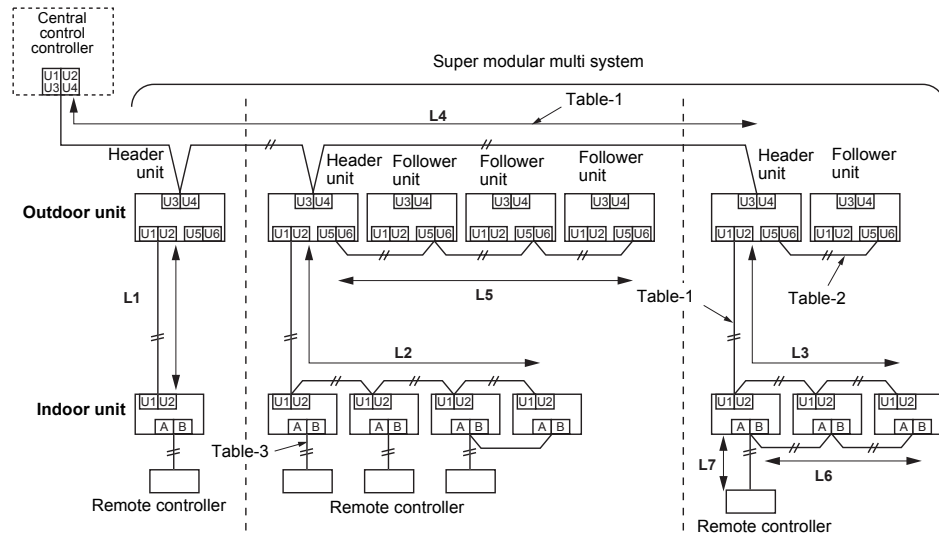 Central
control
controller
U1 U2
U3 U4
Super modular multi system
Table-1
L4
Header
unit
Header
unit
Follower
unit
Follower
unit
Follower
unit
Header
unit
Follower
unit
Outdoor unit
U3 U4
U3 U4
U3 U4
U3 U4
U3 U4
U3 U4
U3 U4
U1 U2 U5 U6
U1 U2 U5 U6
U1 U2 U5 U6
U1 U2 U5 U6
U1 U2 U5 U6
U1 U2 U5 U6
U1 U2 U5 U6
L1
L5
Table-1
Table-2
L2
L3
Indoor unit
U1 U2
U1 U2
U1 U2
U1 U2
U1 U2
U1 U2
U1 U2
U1 U2
A B
A B
A B
A B
A B
A B
A B
A B
Table-3
L7
L6
Remote controller
Remote controller
Remote controller